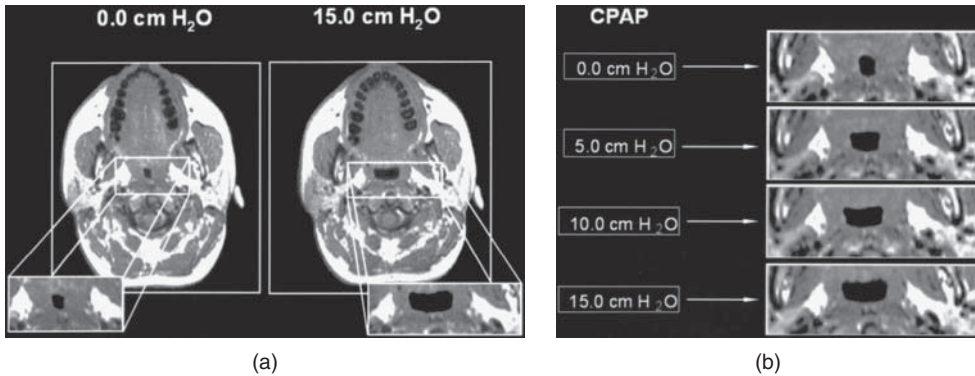 0.0 cm H₂O 15.0 cm H₂O
(a)
CPAP
0.0 cm H₂O
5.0 cm H₂O
10.0 cm H₂O
15.0 cm H₂O
(b)